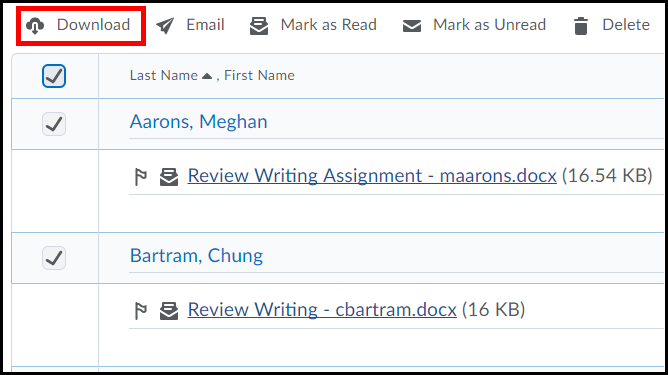 Download Email Mark as Read Mark as Unread Delete
Last Name , First Name
Aarons, Meghan
Review Writing Assignment - maarons.docx (16.54 KB)
Bartram, Chung
Review Writing - cbartram.docx (16 KB)